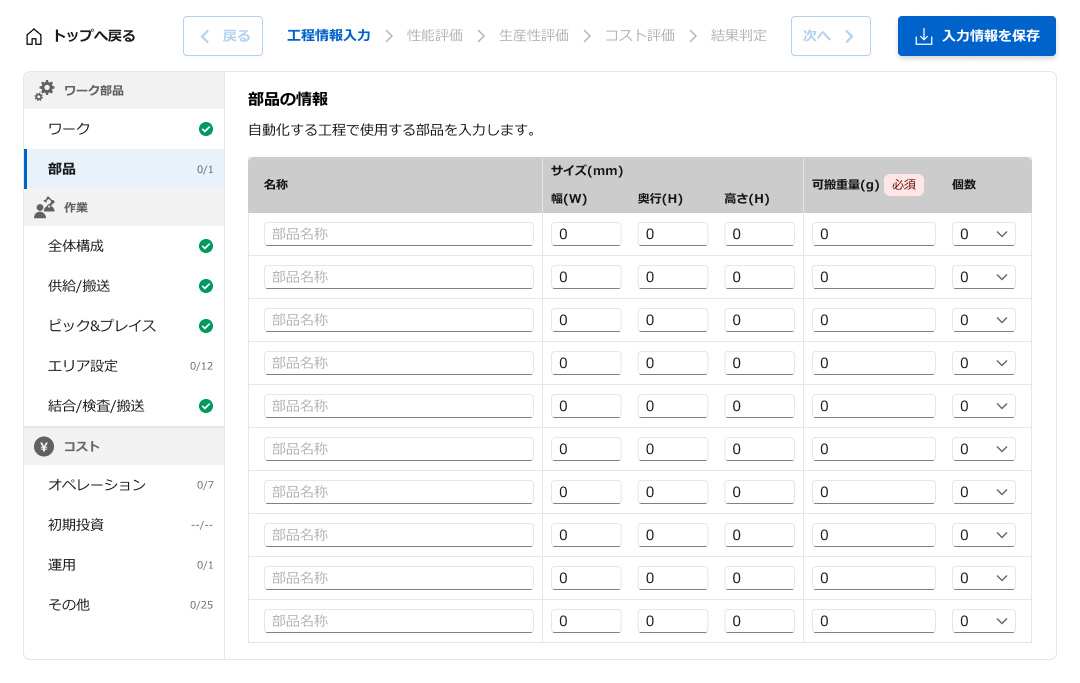 トップへ戻る
戻る
工程情報入力
性能評価
生産性評価
コスト評価
結果判定
次へ
入力情報を保存
ワーク部品
ワーク
部品 0/1
作業
全体構成
供給/搬送
ピック&プレイス
エリア設定 0/12
結合/検査/搬送
¥ コスト
オペレーション 0/7
初期投資 --/--
運用 0/1
その他 0/25
部品の情報
自動化する工程で使用する部品を入力します。
名称 サイズ(mm) 可搬重量(g) 必須 個数
幅(W) 奥行(H) 高さ(H)
部品名称 0 0 0 0 0
部品名称 0 0 0 0 0
部品名称 0 0 0 0 0
部品名称 0 0 0 0 0
部品名称 0 0 0 0 0
部品名称 0 0 0 0 0
部品名称 0 0 0 0 0
部品名称 0 0 0 0 0
部品名称 0 0 0 0 0
部品名称 0 0 0 0 0